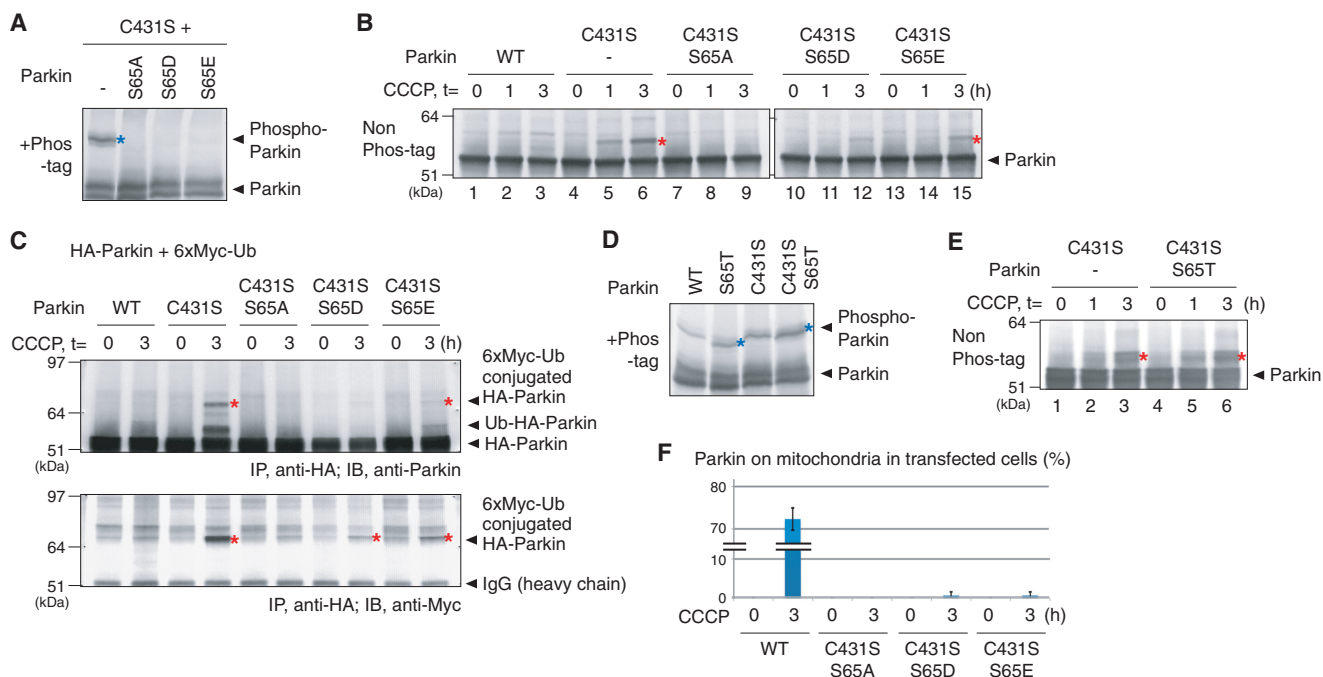 A
C431S +
Parkin
- S65A S65D S65E
+Phos
-tag
*
Phospho-
Parkin
Parkin
B
Parkin
WT
C431S
-
C431S
S65A
C431S
S65D
C431S
S65E
CCCP, t= 0 1 3 0 1 3 0 1 3 0 1 3 0 1 3 (h)
Non
Phos-tag
64
51
(kDa)
* *
Parkin
1 2 3 4 5 6 7 8 9 10 11 12 13 14 15
C
HA-Parkin + 6xMyc-Ub
Parkin
WT
C431S
C431S
S65A
C431S
S65D
C431S
S65E
CCCP, t= 0 3 0 3 0 3 0 3 0 3 (h)
97
64
51
(kDa)
* *
6xMyc-Ub
conjugated
HA-Parkin
Ub-HA-Parkin
HA-Parkin
IP, anti-HA; IB, anti-Parkin
97
64
51
(kDa)
* * *
6xMyc-Ub
conjugated
HA-Parkin
IgG (heavy chain)
IP, anti-HA; IB, anti-Myc
D
Parkin
WT
S65T
C431S
C431S
S65T
+Phos
-tag
* *
Phospho-
Parkin
Parkin
E
Parkin
C431S
-
C431S
S65T
CCCP, t= 0 1 3 0 1 3 (h)
Non
Phos-tag
64
51
(kDa)
* *
Parkin
1 2 3 4 5 6
F
Parkin on mitochondria in transfected cells (%)
80
70
10
0
CCCP 0 3 0 3 0 3 0 3 (h)
WT
C431S
S65A
C431S
S65D
C431S
S65E